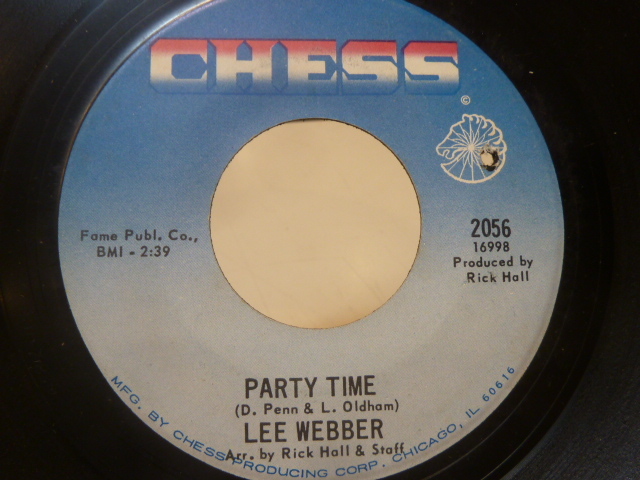 CHESS
©
Fame Publ. Co.,
BMI - 2:39
2056
16998
Produced by
Rick Hall
PARTY TIME
(D. Penn & L. Oldham)
LEE WEBBER
Arr. by Rick Hall & Staff
MFG. BY CHESS PRODUCING CORP. CHICAGO, IL 60616